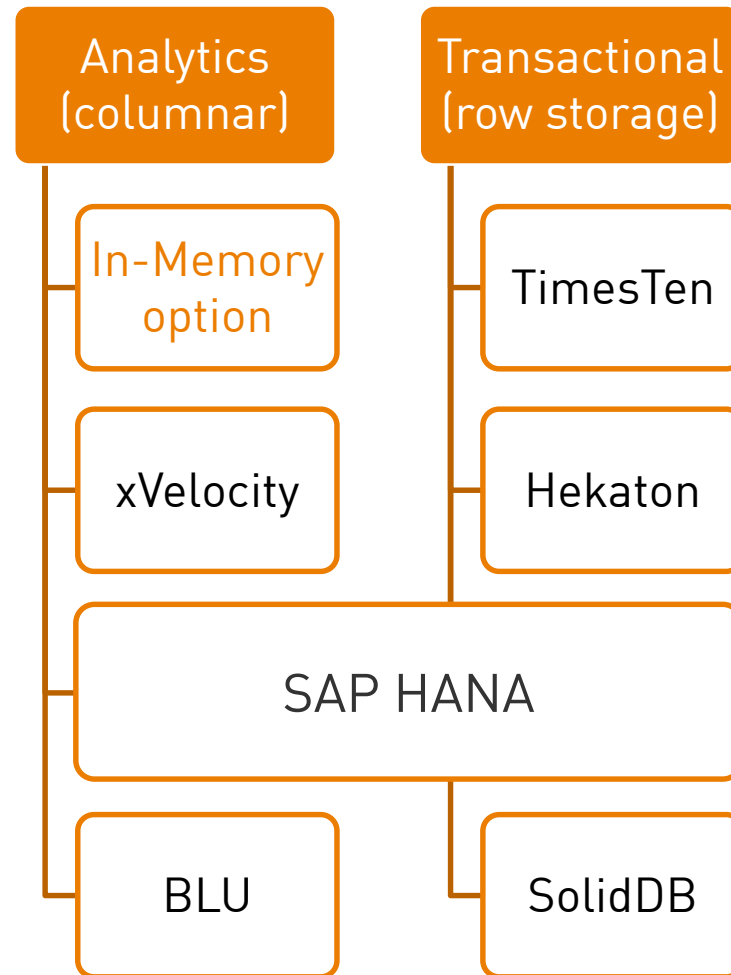 Analytics
(columnar)
Transactional
(row storage)
In-Memory
option
TimesTen
xVelocity
Hekaton
SAP HANA
BLU
SolidDB